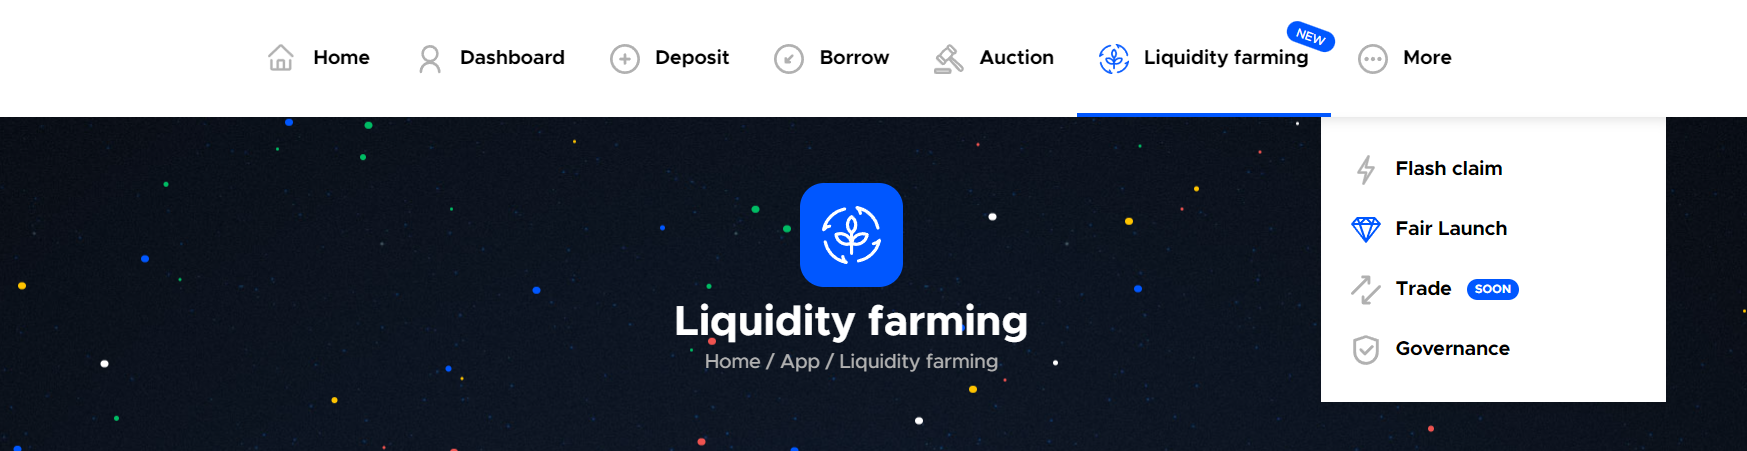 Home Dashboard Deposit Borrow Auction Liquidity farming NEW More
Flash claim
Fair Launch
Trade SOON
Governance
Liquidity farming
Home / App / Liquidity farming